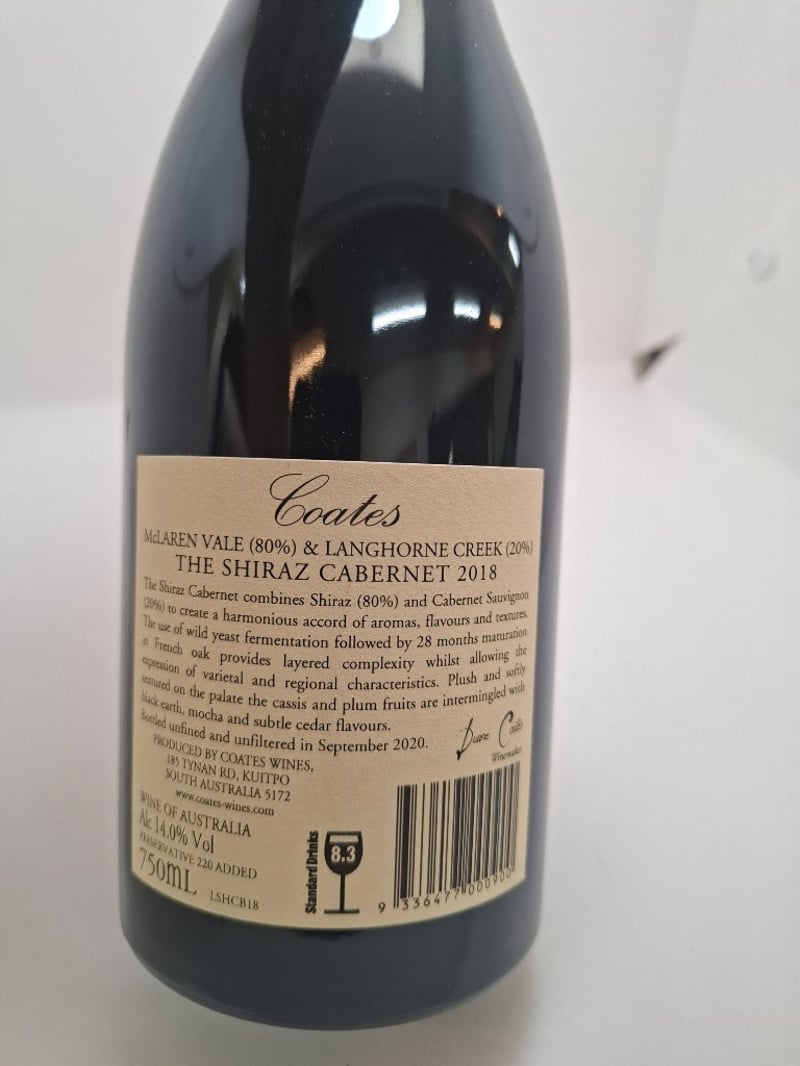 Coates
McLAREN VALE (80%) & LANGHORNE CREEK (20%)
THE SHIRAZ CABERNET 2018
The Shiraz Cabernet combines Shiraz (80%) and Cabernet Sauvignon
(20%) to create a harmonious accord of aromas, flavours and textures.
The use of wild yeast fermentation followed by 28 months maturation
in French oak provides layered complexity whilst allowing the
expression of varietal and regional characteristics. Plush and softly
textured on the palate the cassis and plum fruits are intermingled with
black earth, mocha and subtle cedar flavours.
Bottled unfined and unfiltered in September 2020.
Duane Coates
Winemaker
PRODUCED BY COATES WINES,
185 TYNAN RD, KUITPO
SOUTH AUSTRALIA 5172
www.coates-wines.com
WINE OF AUSTRALIA
Alc 14.0% Vol
PRESERVATIVE 220 ADDED
750mL
LSHCB18
Standard Drinks
8.3
9 336477 000900